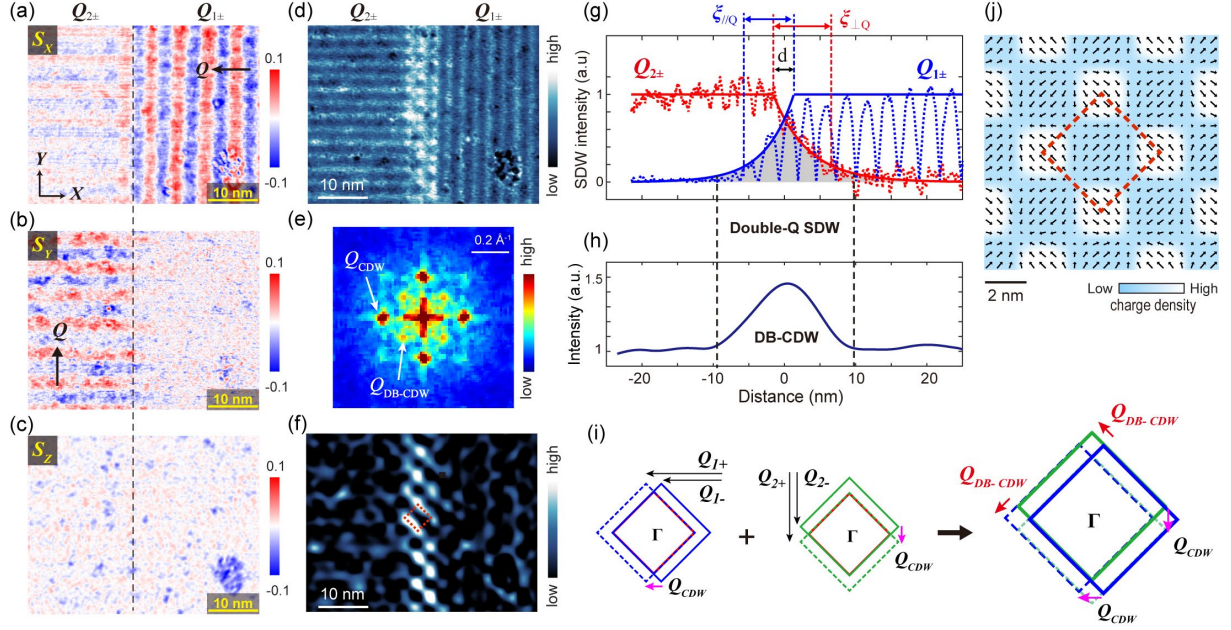 (a)
Q2±
Q1±
SX
Q
Y
X
10 nm
0.1
-0.1
(b)
SY
Q
10 nm
0.1
-0.1
(c)
SZ
10 nm
0.1
-0.1
(d)
Q2±
Q1±
10 nm
high
low
(e)
0.2 Å-1
QCDW
QDB-CDW
high
low
(f)
10 nm
high
low
(g)
ξ//Q
ξ⊥Q
d
Q2±
Q1±
SDW intensity (a.u)
1
0
Double-Q SDW
(h)
Intensity (a.u.)
1.5
1
DB-CDW
-20
-10
0
10
20
Distance (nm)
(i)
Q1+
Q1-
Γ
QCDW
+
Q2+
Q2-
Γ
QCDW
QDB- CDW
QDB- CDW
Γ
QCDW
QCDW
(j)
2 nm
Low
High
charge density